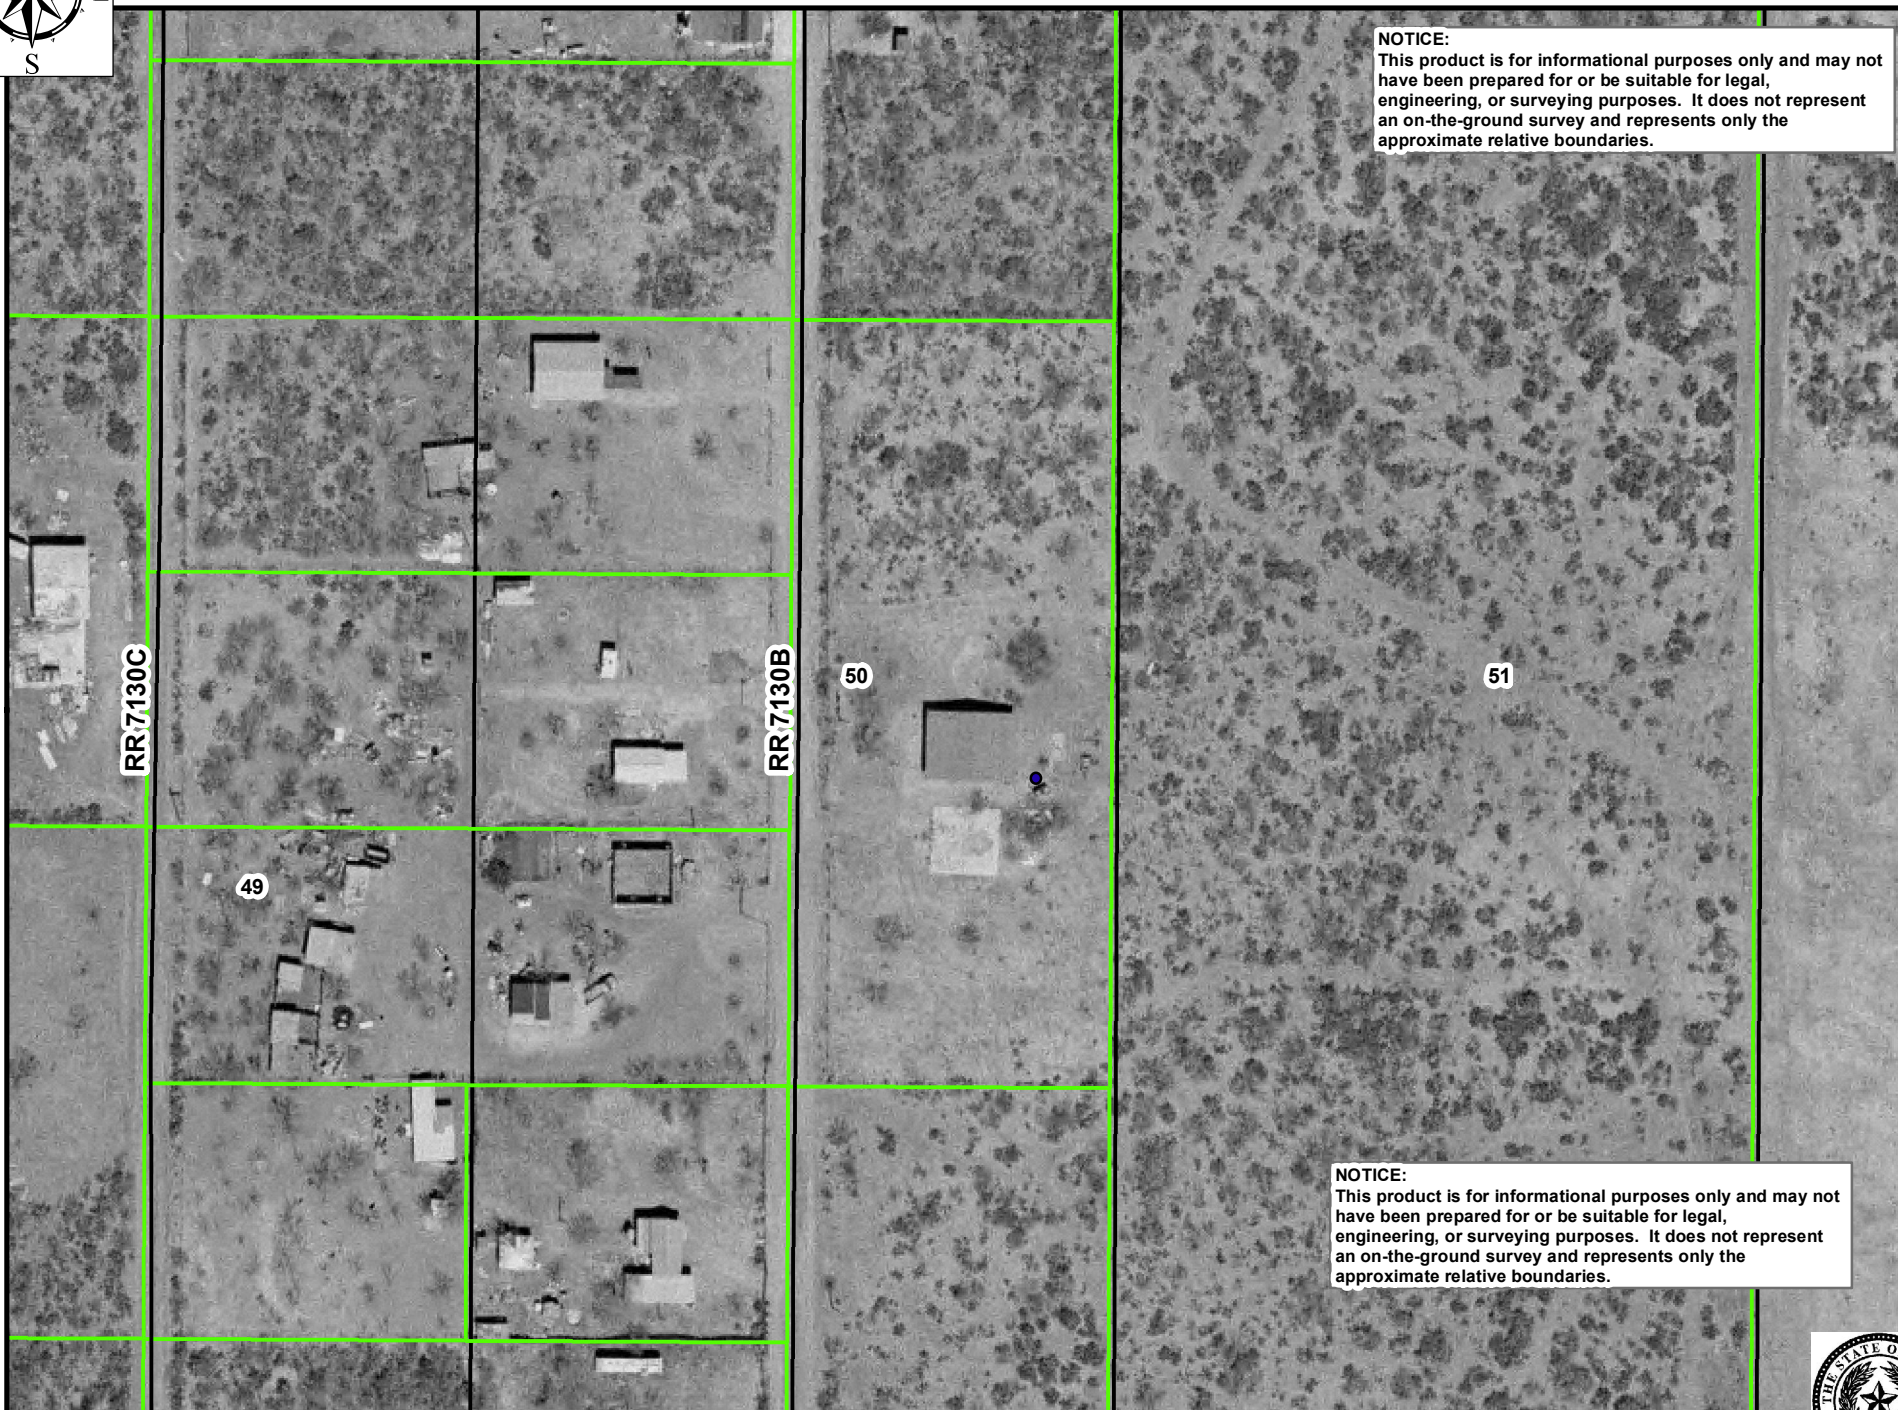 S
NOTICE:
This product is for informational purposes only and may not
have been prepared for or be suitable for legal,
engineering, or surveying purposes.  It does not represent
an on-the-ground survey and represents only the
approximate relative boundaries.
RR 7130C
RR 7130B
50
51
49
NOTICE:
This product is for informational purposes only and may not
have been prepared for or be suitable for legal,
engineering, or surveying purposes.  It does not represent
an on-the-ground survey and represents only the
approximate relative boundaries.
THE STATE O